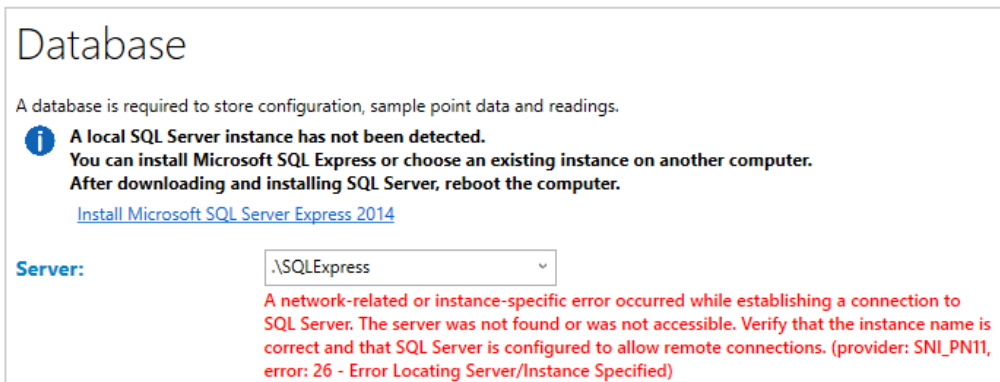 Database
A database is required to store configuration, sample point data and readings.
A local SQL Server instance has not been detected.
You can install Microsoft SQL Express or choose an existing instance on another computer.
After downloading and installing SQL Server, reboot the computer.
Install Microsoft SQL Server Express 2014
Server:
.\SQLExpress
A network-related or instance-specific error occurred while establishing a connection to
SQL Server. The server was not found or was not accessible. Verify that the instance name is
correct and that SQL Server is configured to allow remote connections. (provider: SNI_PN11,
error: 26 - Error Locating Server/Instance Specified)